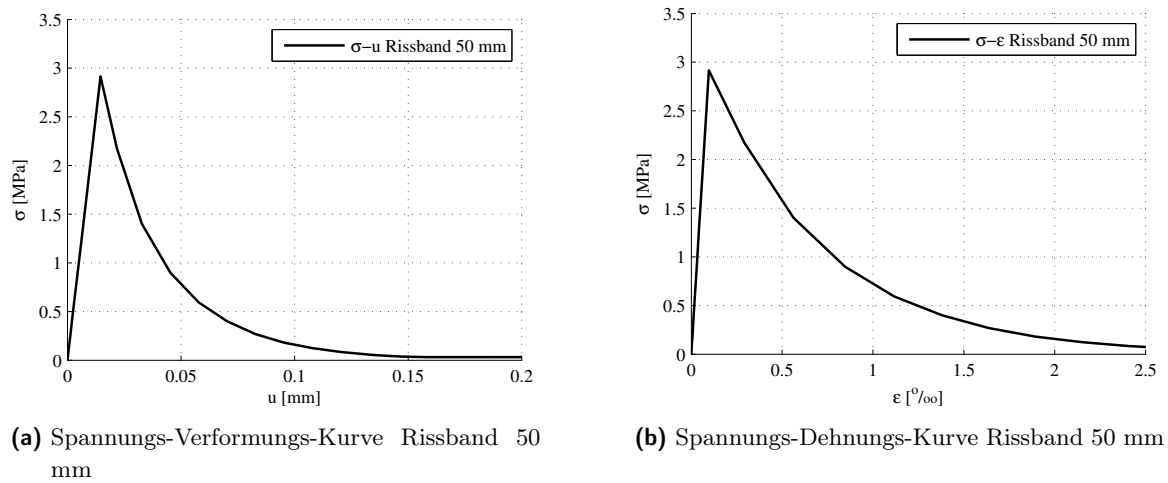 σ–u Rissband 50 mm
3.5
3
2.5
2
1.5
1
0.5
0
σ [MPa]
0 0.05 0.1 0.15 0.2
u [mm]
(a) Spannungs-Verformungs-Kurve Rissband 50
mm
σ–ε Rissband 50 mm
3.5
3
2.5
2
1.5
1
0.5
0
σ [MPa]
0 0.5 1 1.5 2 2.5
ε [⁰/₀₀]
(b) Spannungs-Dehnungs-Kurve Rissband 50 mm